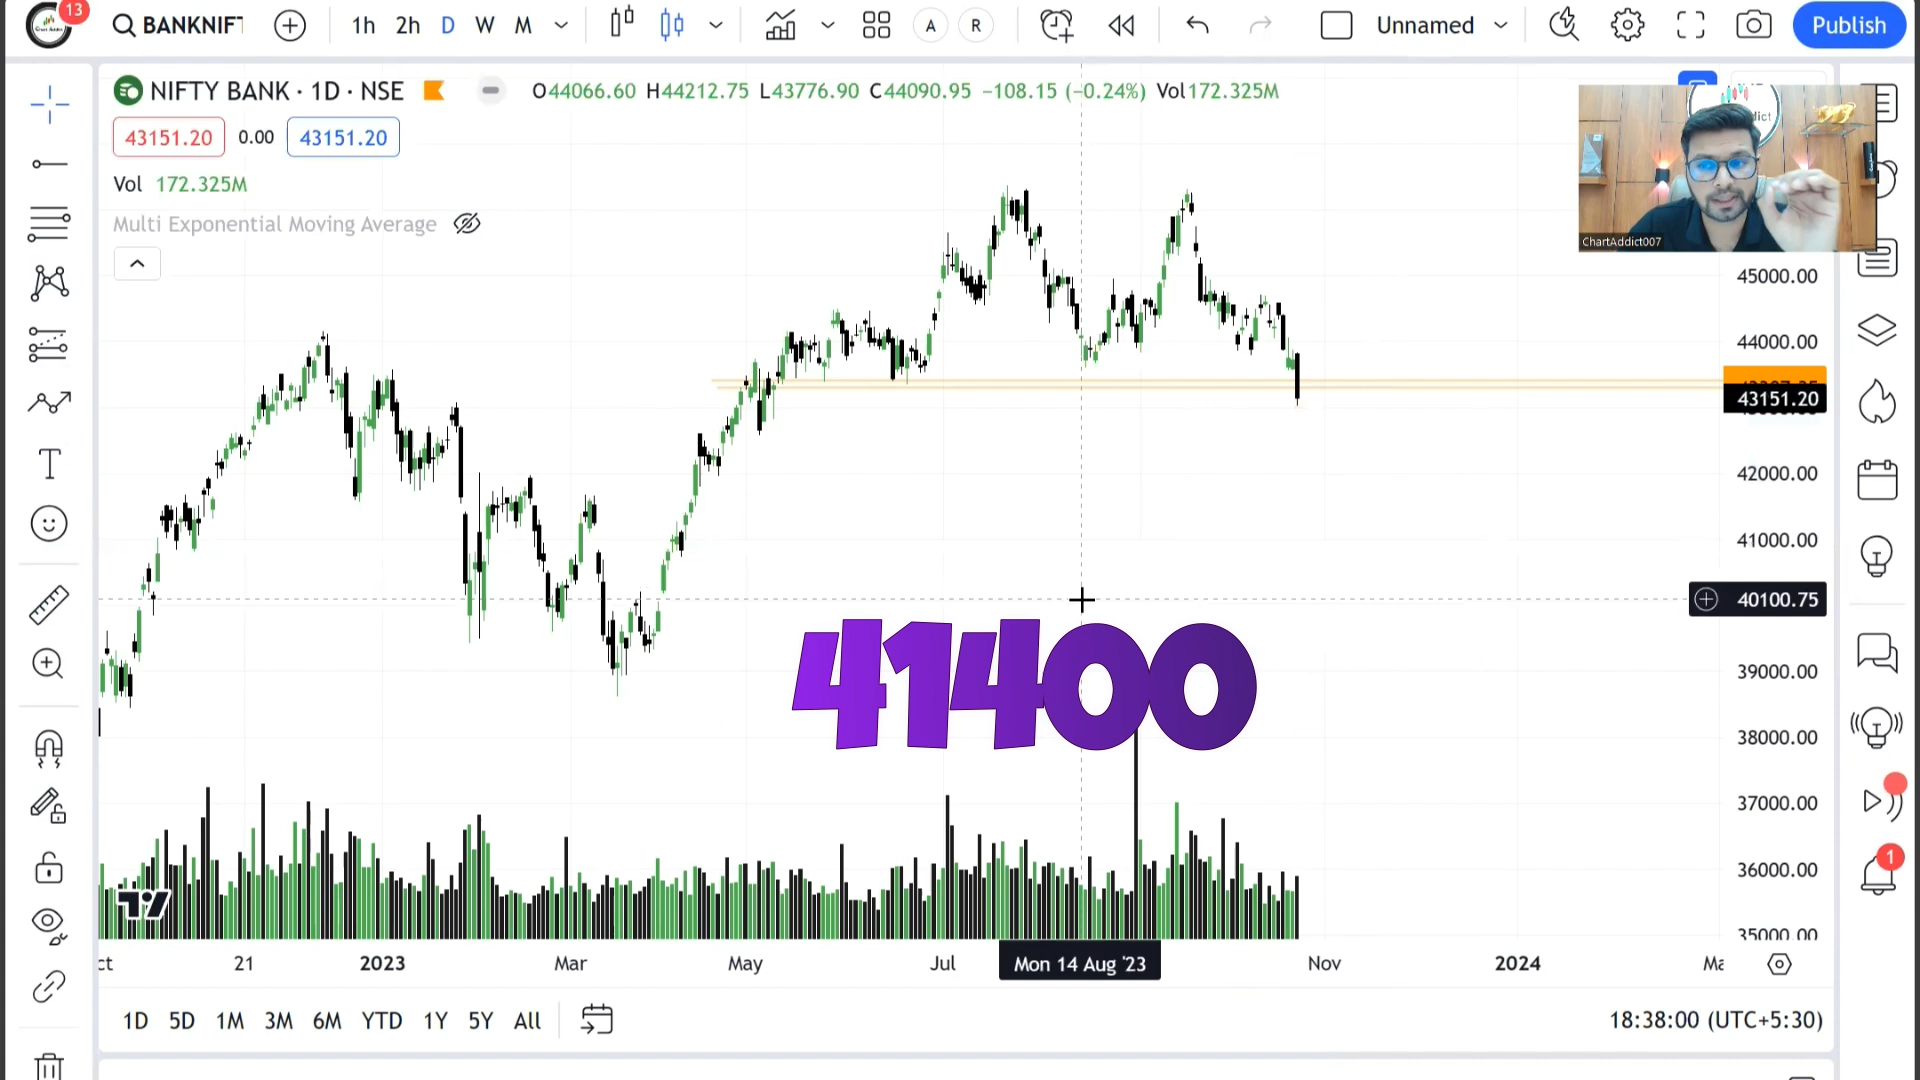 13
BANKNIFT
1h 2h D W M
A R
Unnamed
Publish
NIFTY BANK · 1D · NSE
O44066.60 H44212.75 L43776.90 C44090.95 −108.15 (−0.24%) Vol172.325M
43151.20 0.00 43151.20
Vol 172.325M
Multi Exponential Moving Average
ChartAddict007
45000.00
44000.00
43151.20
42000.00
41000.00
40100.75
39000.00
38000.00
37000.00
36000.00
35000.00
41400
1
21 2023 Mar May Jul Mon 14 Aug '23 Nov 2024
1D 5D 1M 3M 6M YTD 1Y 5Y All
18:38:00 (UTC+5:30)